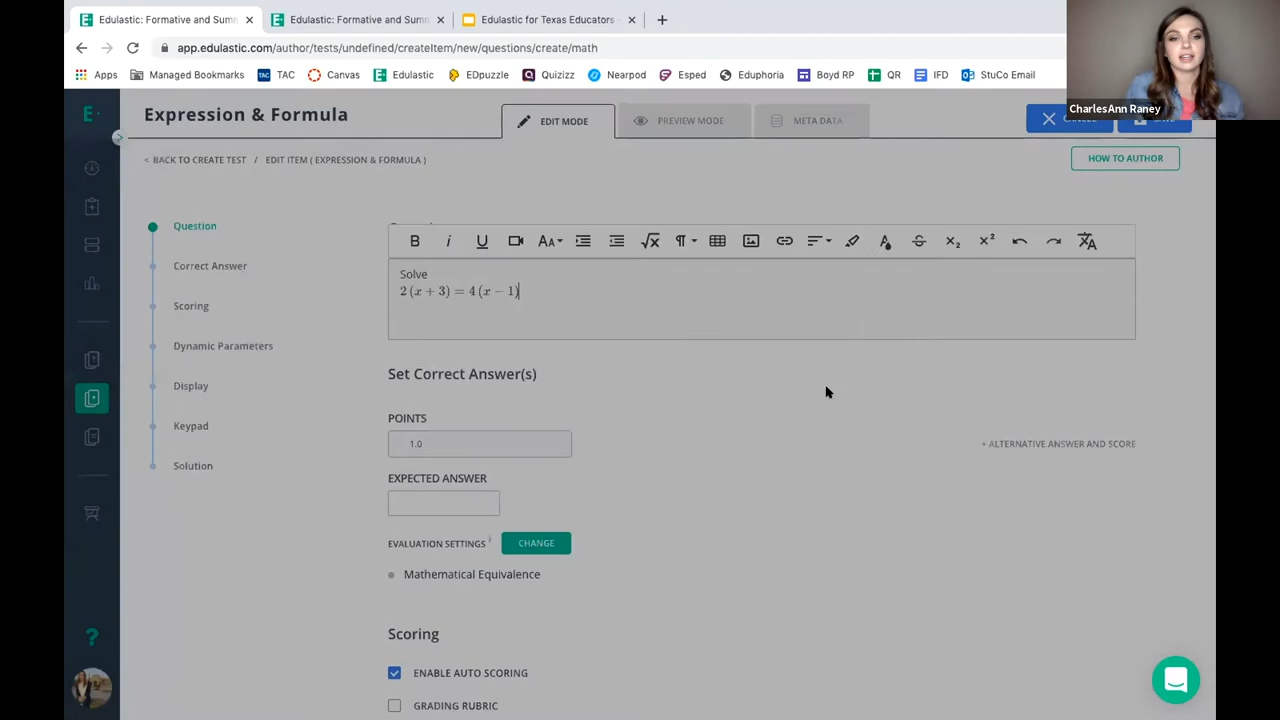 Edulastic: Formative and Sum
Edulastic: Formative and Sum
Edulastic for Texas Educators
app.edulastic.com/author/tests/undefined/createItem/new/questions/create/math
Apps
Managed Bookmarks
TAC
TAC
Canvas
Edulastic
EDpuzzle
Quizizz
Nearpod
Esped
Eduphoria
Boyd RP
QR
IFD
StuCo Email
CharlesAnn Raney
Expression & Formula
EDIT MODE
PREVIEW MODE
META DATA
< BACK TO CREATE TEST / EDIT ITEM ( EXPRESSION & FORMULA )
HOW TO AUTHOR
Question
Correct Answer
Scoring
Dynamic Parameters
Display
Keypad
Solution
Solve
2 (x + 3) = 4 (x − 1)
Set Correct Answer(s)
POINTS
1.0
+ ALTERNATIVE ANSWER AND SCORE
EXPECTED ANSWER
EVALUATION SETTINGS i
CHANGE
Mathematical Equivalence
Scoring
ENABLE AUTO SCORING
GRADING RUBRIC